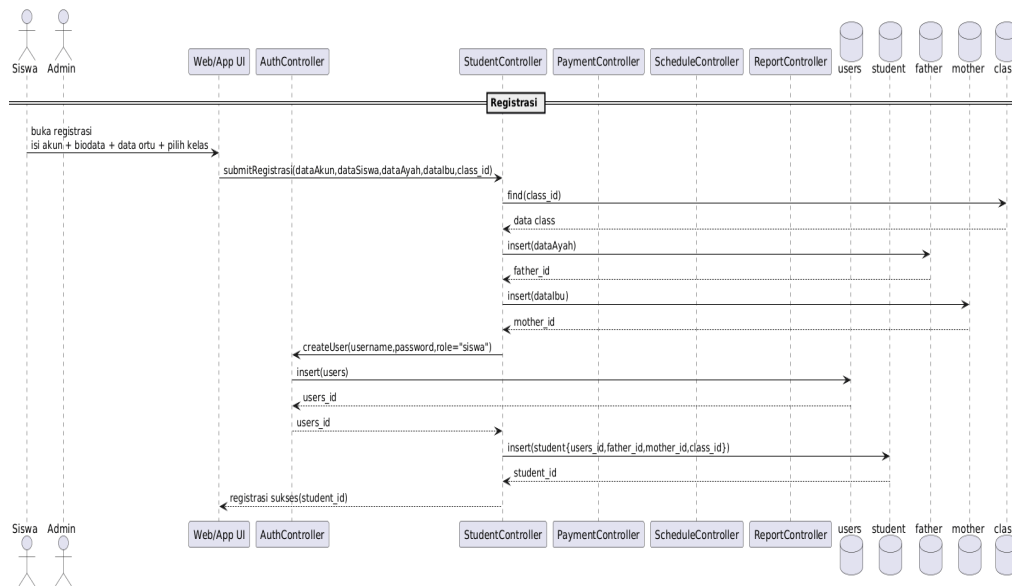 Siswa Admin Web/App UI AuthController StudentController PaymentController ScheduleController ReportController users student father mother clas
Registrasi
buka registrasi
isi akun + biodata + data ortu + pilih kelas
submitRegistrasi(dataAkun,dataSiswa,dataAyah,dataIbu,class_id)
find(class_id)
data class
insert(dataAyah)
father_id
insert(dataIbu)
mother_id
createUser(username,password,role="siswa")
insert(users)
users_id
users_id
insert(student{users_id,father_id,mother_id,class_id})
student_id
registrasi sukses(student_id)
Siswa Admin Web/App UI AuthController StudentController PaymentController ScheduleController ReportController users student father mother clas